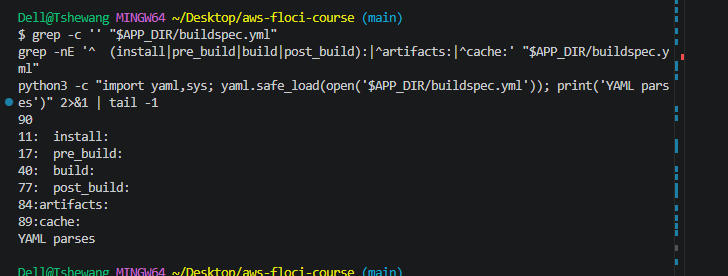 Dell@Tshewang MINGW64 ~/Desktop/aws-floci-course (main)
$ grep -c '' "$APP_DIR/buildspec.yml"
grep -nE '^  (install|pre_build|build|post_build):|^artifacts:|^cache:' "$APP_DIR/buildspec.y
ml"
python3 -c "import yaml,sys; yaml.safe_load(open('$APP_DIR/buildspec.yml')); print('YAML pars
es')" 2>&1 | tail -1
90
11:  install:
17:  pre_build:
40:  build:
77:  post_build:
84:artifacts:
89:cache:
YAML parses
Dell@Tshewang MINGW64 ~/Desktop/aws-floci-course (main)